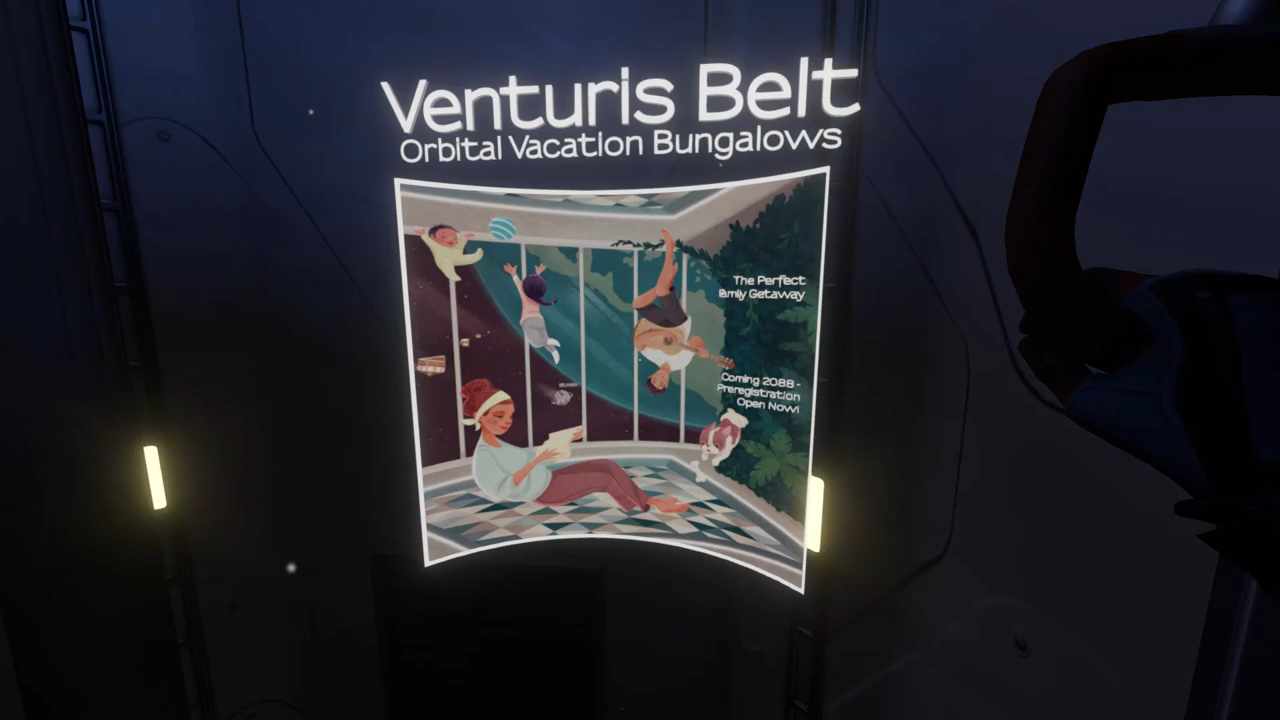 Venturis Belt
Orbital Vacation Bungalows
The Perfect
Family Getaway
Coming 2088 -
Preregistration
Open Now!